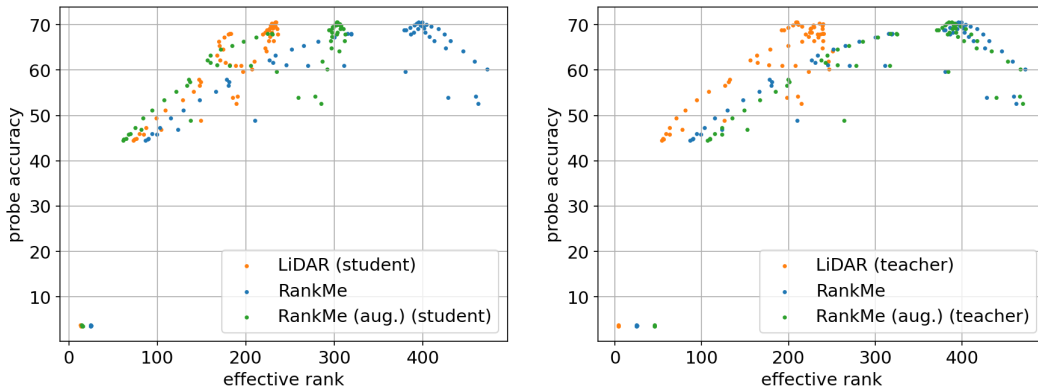 70
60
50
40
30
20
10
probe accuracy
LiDAR (student)
RankMe
RankMe (aug.) (student)
0 100 200 300 400
effective rank
70
60
50
40
30
20
10
probe accuracy
LiDAR (teacher)
RankMe
RankMe (aug.) (teacher)
0 100 200 300 400
effective rank